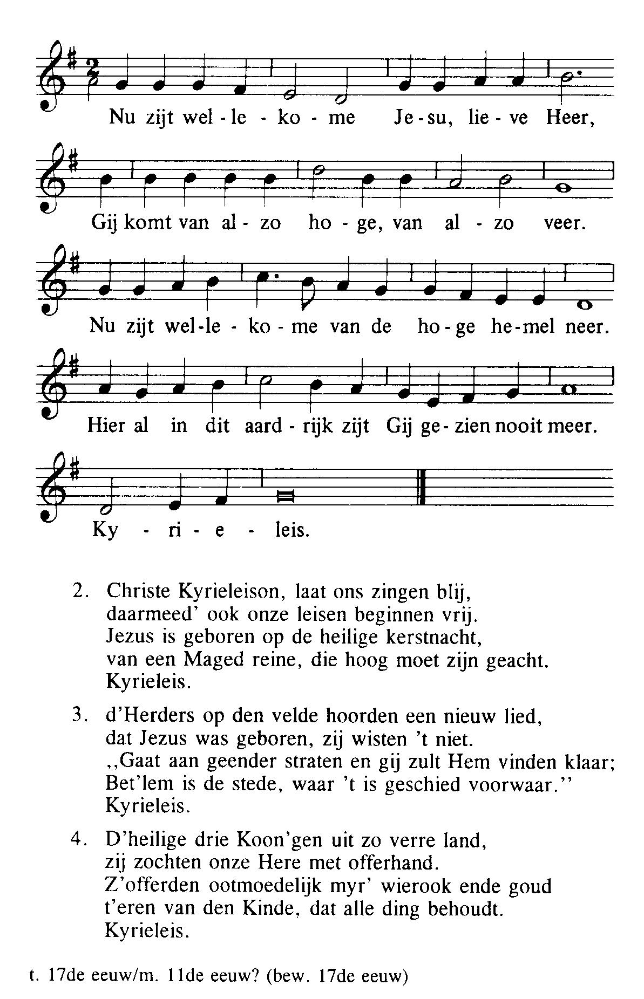 Nu zijt wel - le - ko - me Je - su, lie - ve Heer,
Gij komt van al - zo ho - ge, van al - zo veer.
Nu zijt wel - le - ko - me van de ho - ge he - mel neer.
Hier al in dit aard - rijk zijt Gij ge - zien nooit meer.
Ky - ri - e - leis.
2. Christe Kyrieleison, laat ons zingen blij,
daarmeed’ ook onze leisen beginnen vrij.
Jezus is geboren op de heilige kerstnacht,
van een Maged reine, die hoog moet zijn geacht.
Kyrieleis.
3. d’Herders op den velde hoorden een nieuw lied,
dat Jezus was geboren, zij wisten ’t niet.
,,Gaat aan geender straten en gij zult Hem vinden klaar;
Bet’lem is de stede, waar ’t is geschied voorwaar.’’
Kyrieleis.
4. D’heilige drie Koon’gen uit zo verre land,
zij zochten onze Here met offerhand.
Z’offerden ootmoedelijk myr’ wierook ende goud
t’eren van den Kinde, dat alle ding behoudt.
Kyrieleis.
t. 17de eeuw/m. 11de eeuw? (bew. 17de eeuw)